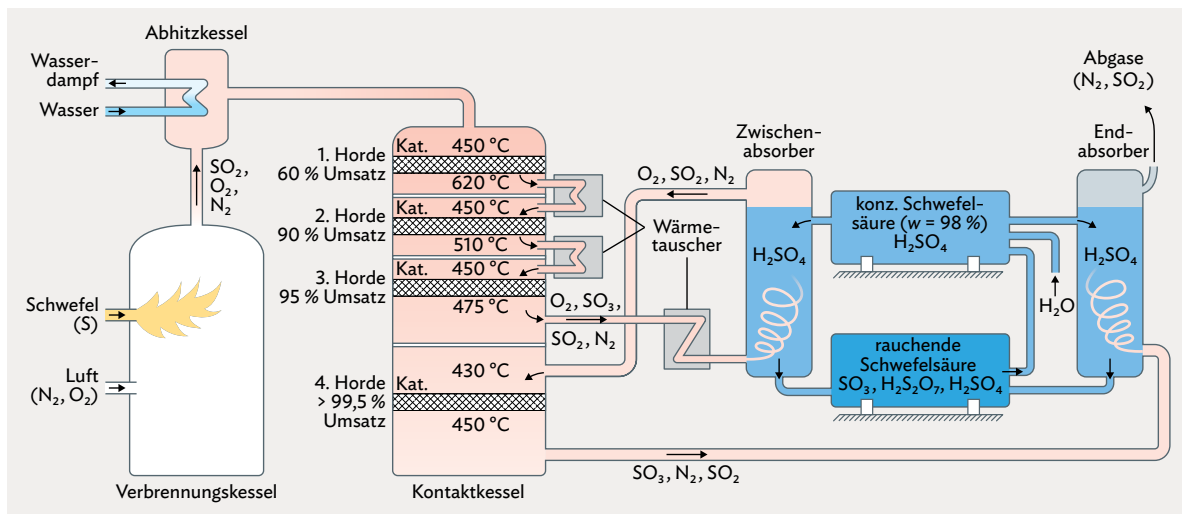 Abhitzkessel
Wasser-
dampf
Wasser
SO₂,
O₂,
N₂
Schwefel
(S)
Luft
(N₂, O₂)
Verbrennungskessel
1. Horde
60 % Umsatz
Kat. 450 °C
620 °C
2. Horde
90 % Umsatz
450 °C
510 °C
3. Horde
95 % Umsatz
450 °C
475 °C
4. Horde
> 99,5 %
Umsatz
430 °C
Kat.
450 °C
Kontaktkessel
Wärme-
tauscher
O₂, SO₂, N₂
O₂, SO₃,
SO₂, N₂
SO₃, N₂, SO₂
Zwischen-
absorber
H₂SO₄
konz. Schwefel-
säure (w = 98 %)
H₂SO₄
H₂O
rauchende
Schwefelsäure
SO₃, H₂S₂O₇, H₂SO₄
Abgase
(N₂, SO₂)
End-
absorber
H₂SO₄